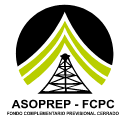 ASOPREP - FCPC
FONDO COMPLEMENTARIO PREVISIONAL CERRADO